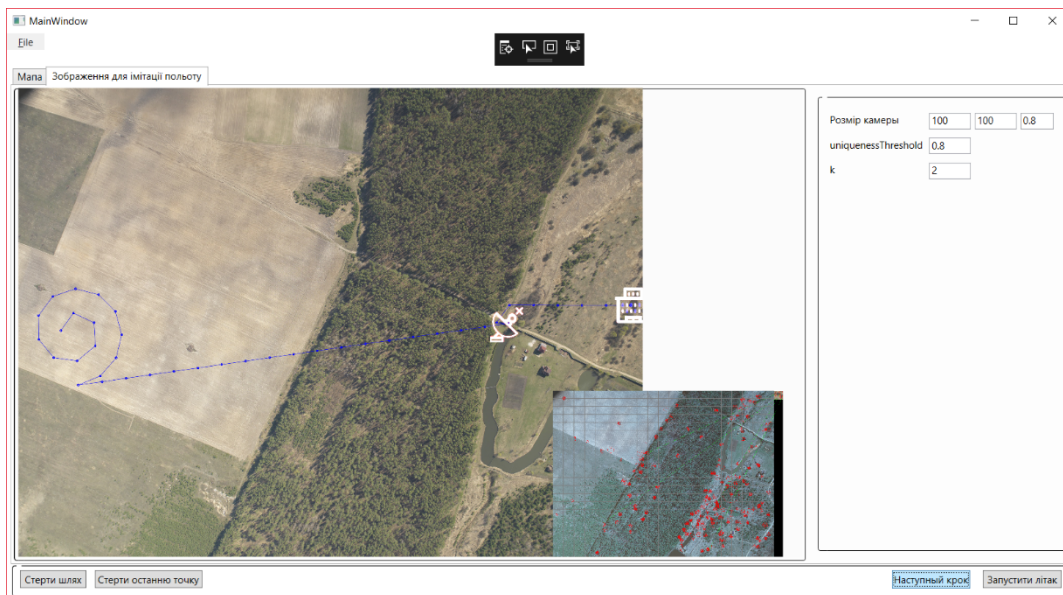 MainWindow
File
Мапа Зображення для імітації польоту
Розмір камеры 100 100 0.8
uniquenessThreshold 0.8
k 2
Стерти шлях Стерти останню точку Наступный крок Запустити літак